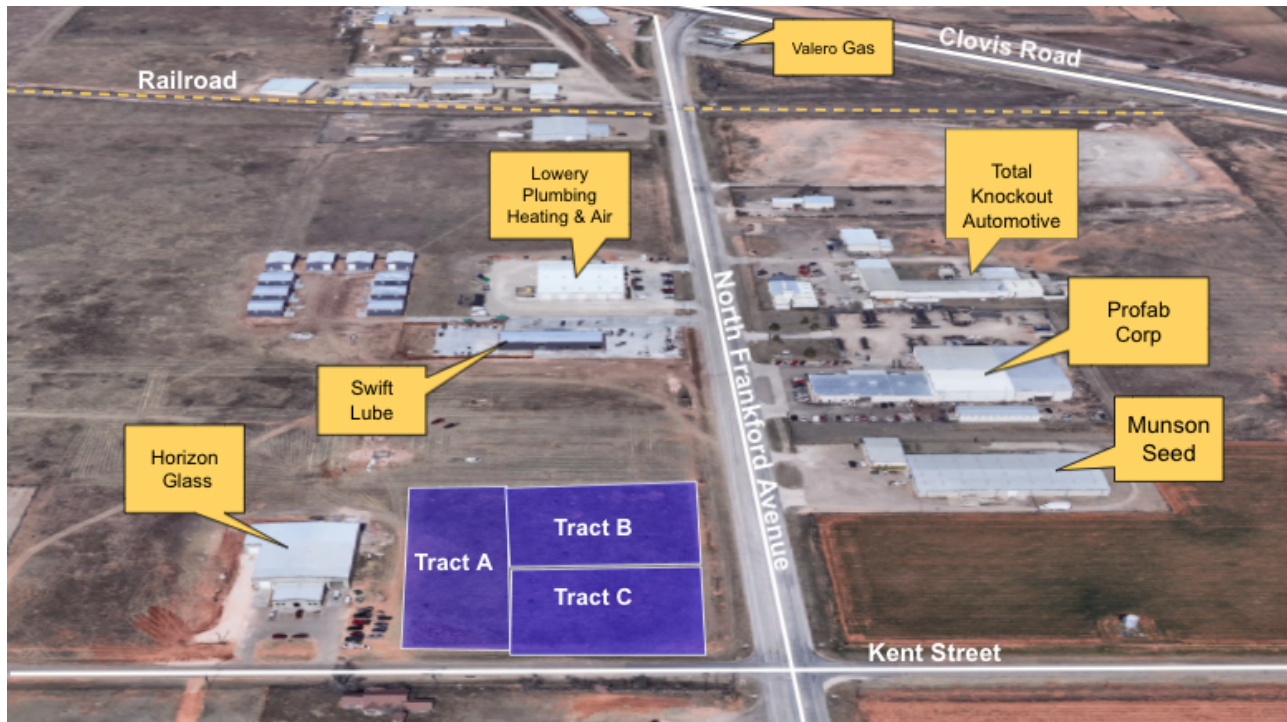 Valero Gas
Clovis Road
Railroad
Lowery
Plumbing
Heating & Air
Total
Knockout
Automotive
North Frankford Avenue
Profab
Corp
Swift
Lube
Munson
Seed
Horizon
Glass
Tract A
Tract B
Tract C
Kent Street